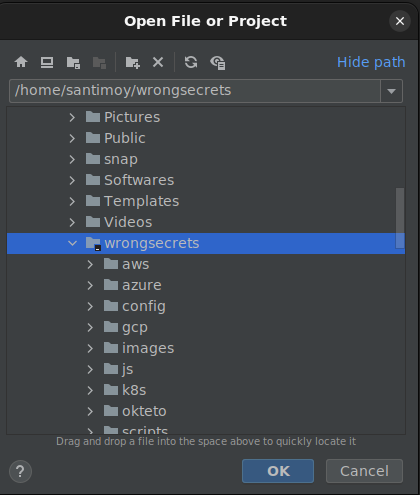 Open File or Project
Hide path
/home/santimoy/wrongsecrets
Pictures
Public
snap
Softwares
Templates
Videos
wrongsecrets
aws
azure
config
gcp
images
js
k8s
okteto
scripts
Drag and drop a file into the space above to quickly locate it
?
OK
Cancel